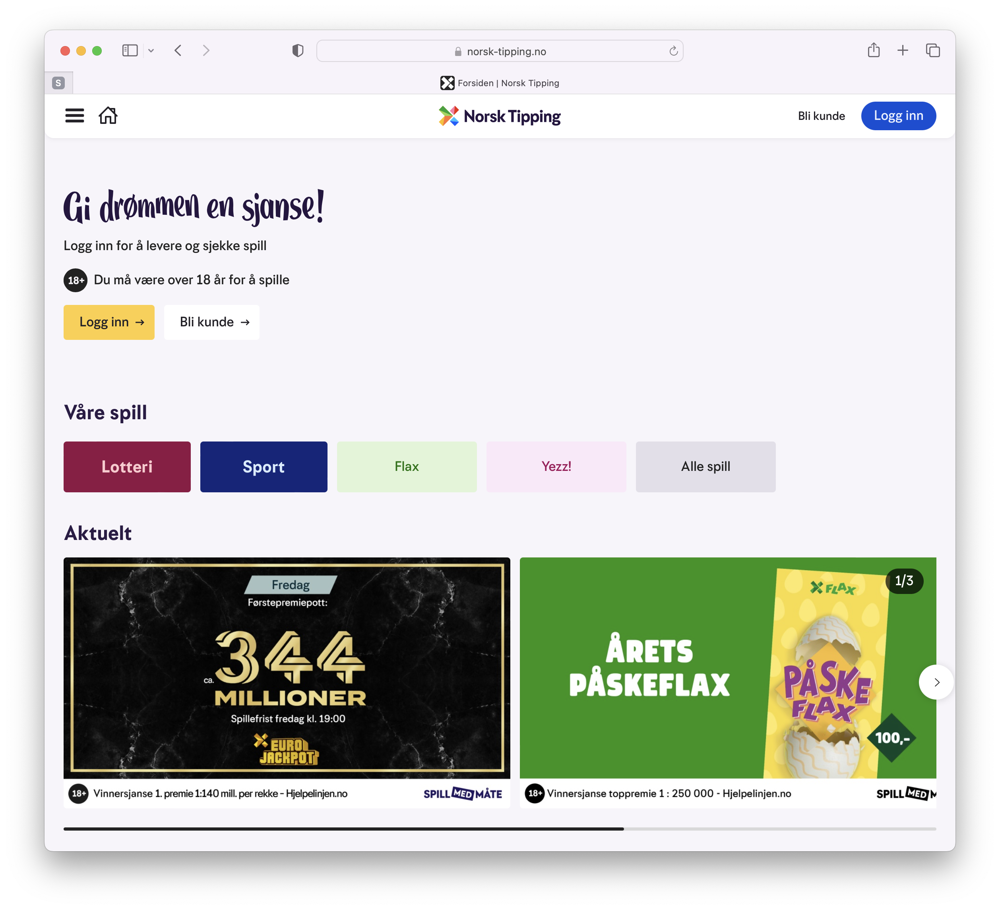 norsk-tipping.no
S
Forsiden | Norsk Tipping
Norsk Tipping
Bli kunde
Logg inn
Gi drømmen en sjanse!
Logg inn for å levere og sjekke spill
18+ Du må være over 18 år for å spille
Logg inn →
Bli kunde →
Våre spill
Lotteri
Sport
Flax
Yezz!
Alle spill
Aktuelt
Fredag
Førstepremiepott:
ca. 344
MILLIONER
Spillefrist fredag kl. 19:00
EURO
JACKPOT
18+ Vinnersjanse 1. premie 1:140 mill. per rekke – Hjelpelinjen.no
SPILL MED MÅTE
1/3
FLAX
ÅRETS
PÅSKEFLAX
PÅSKE
FLAX
100,-
18+ Vinnersjanse toppremie 1 : 250 000 - Hjelpelinjen.no
SPILL MED M